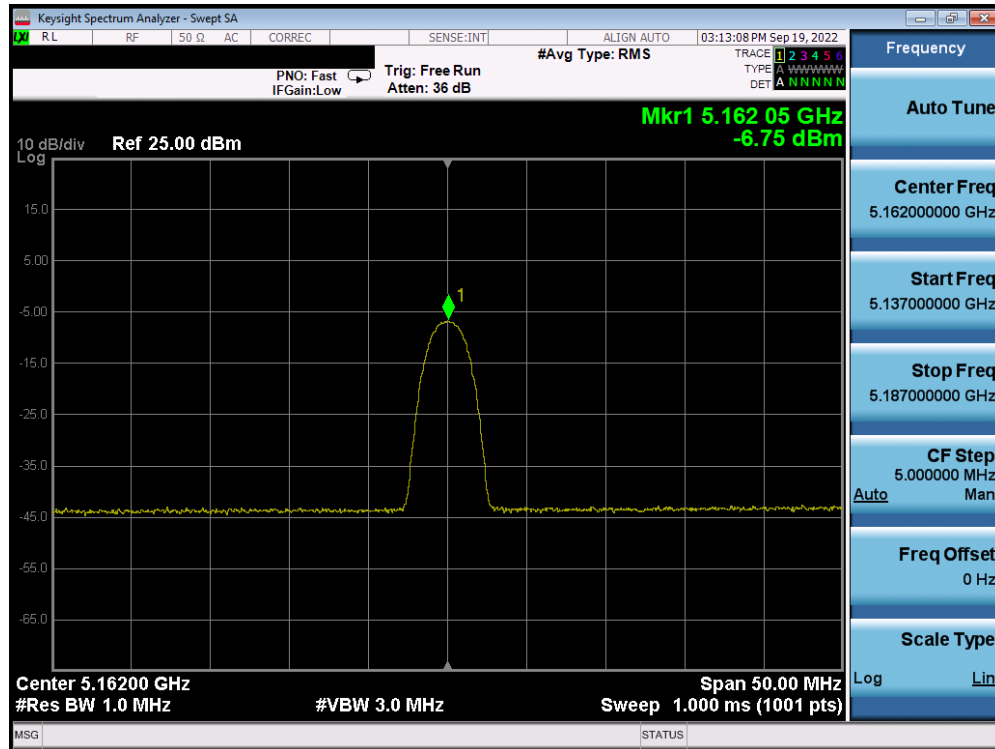 Keysight Spectrum Analyzer - Swept SA
LXI RL RF 50 Ω AC CORREC SENSE:INT ALIGN AUTO 03:13:08 PM Sep 19, 2022
PNO: Fast
IFGain:Low
Trig: Free Run
Atten: 36 dB
#Avg Type: RMS
TRACE 1 2 3 4 5 6
TYPE A WWWWW
DET A N N N N N
Mkr1 5.162 05 GHz
-6.75 dBm
10 dB/div
Log
Ref 25.00 dBm
15.0
5.00
-5.00
-15.0
-25.0
-35.0
-45.0
-55.0
-65.0
1
Center 5.16200 GHz
Span 50.00 MHz
#Res BW 1.0 MHz
#VBW 3.0 MHz
Sweep 1.000 ms (1001 pts)
MSG
STATUS
Frequency
Auto Tune
Center Freq
5.162000000 GHz
Start Freq
5.137000000 GHz
Stop Freq
5.187000000 GHz
CF Step
5.000000 MHz
Auto Man
Freq Offset
0 Hz
Scale Type
Log Lin